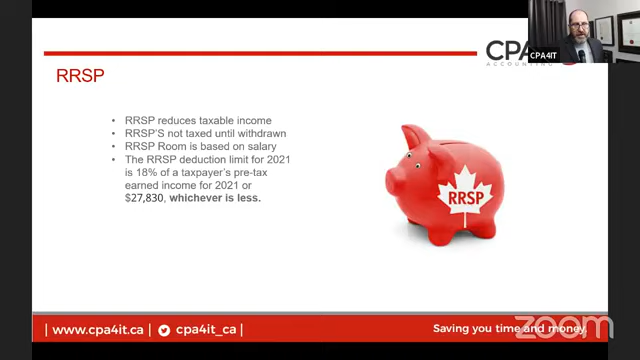 CPA4IT
CPA
ACCOUNTING
RRSP
• RRSP reduces taxable income
• RRSP'S not taxed until withdrawn
• RRSP Room is based on salary
• The RRSP deduction limit for 2021
is 18% of a taxpayer's pre-tax
earned income for 2021 or
$27,830, whichever is less.
RRSP
| www.cpa4it.ca | cpa4it_ca |
Saving you time and money.
zoom